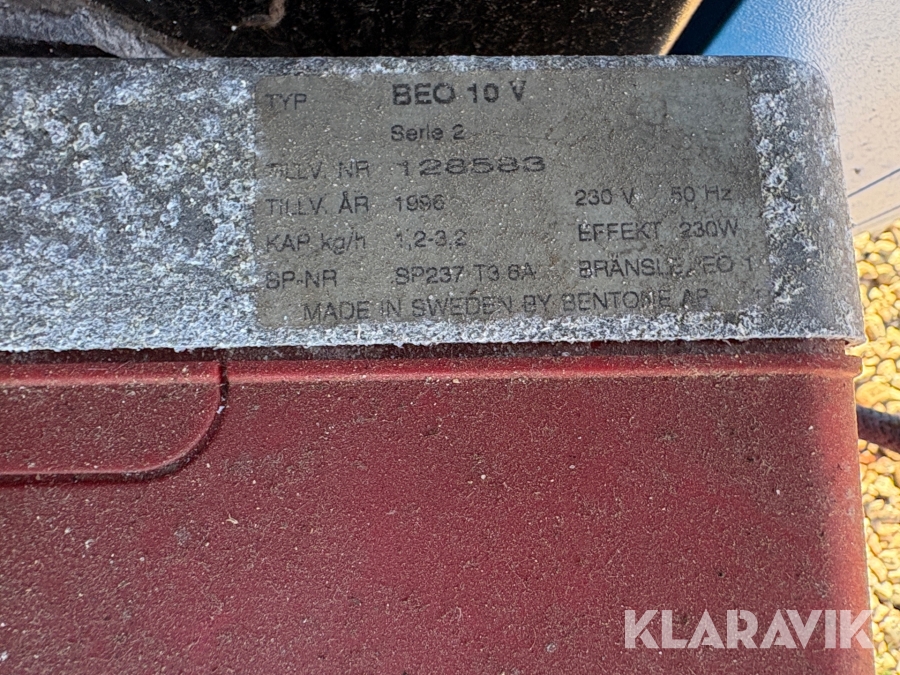 TYP BEO 10 V
Serie 2
TILLV. NR 128583
TILLV. ÅR 1996 230 V 50 Hz
KAP kg/h 1,2-3,2 EFFEKT 230W
SP-NR SP237 T3 6A BRÄNSLE EO 1
MADE IN SWEDEN BY BENTONE AB
KLARAVIK